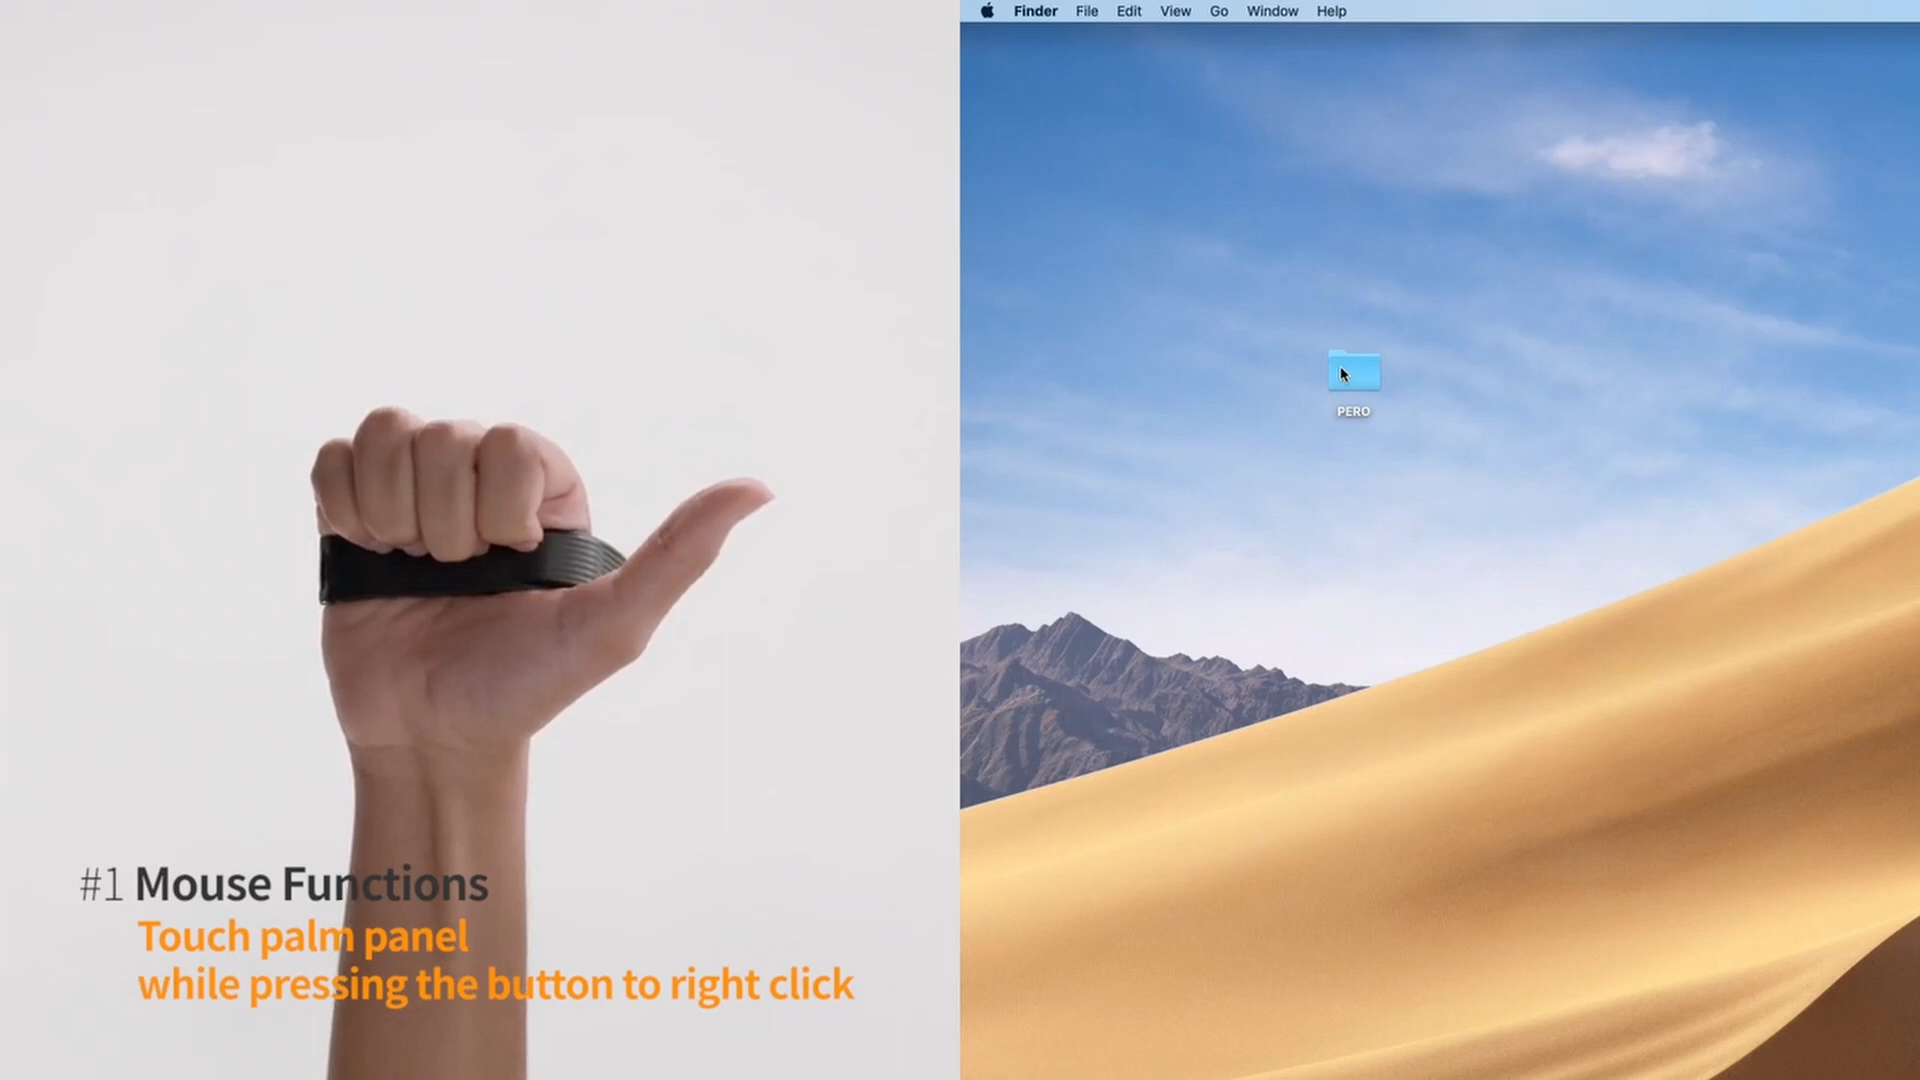 Finder File Edit View Go Window Help
PERO
#1 Mouse Functions
Touch palm panel
while pressing the button to right click